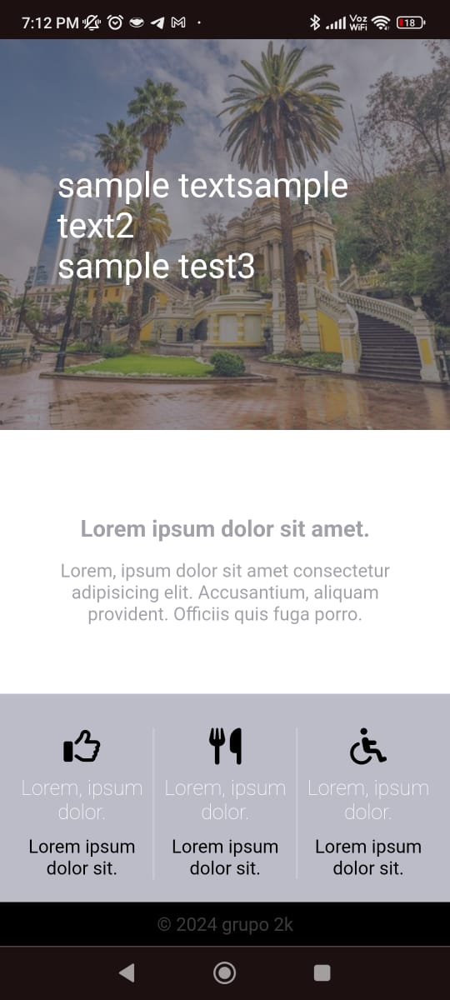 7:12 PM
Voz
WiFi
18
sample textsample
text2
sample test3
Lorem ipsum dolor sit amet.
Lorem, ipsum dolor sit amet consectetur
adipisicing elit. Accusantium, aliquam
provident. Officiis quis fuga porro.
Lorem, ipsum
dolor.
Lorem ipsum
dolor sit.
Lorem, ipsum
dolor.
Lorem ipsum
dolor sit.
Lorem, ipsum
dolor.
Lorem ipsum
dolor sit.
© 2024 grupo 2k